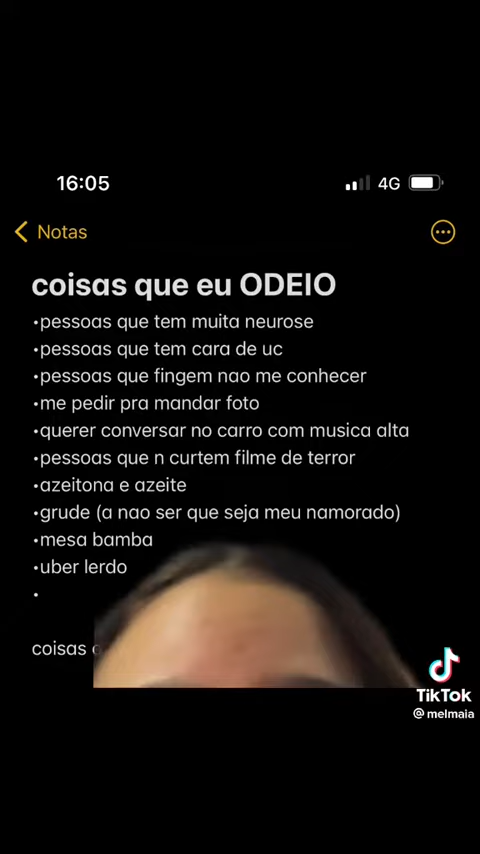 16:05
4G
Notas
coisas que eu ODEIO
•pessoas que tem muita neurose
•pessoas que tem cara de uc
•pessoas que fingem nao me conhecer
•me pedir pra mandar foto
•querer conversar no carro com musica alta
•pessoas que n curtem filme de terror
•azeitona e azeite
•grude (a nao ser que seja meu namorado)
•mesa bamba
•uber lerdo
•
coisas
TikTok
@melmaia